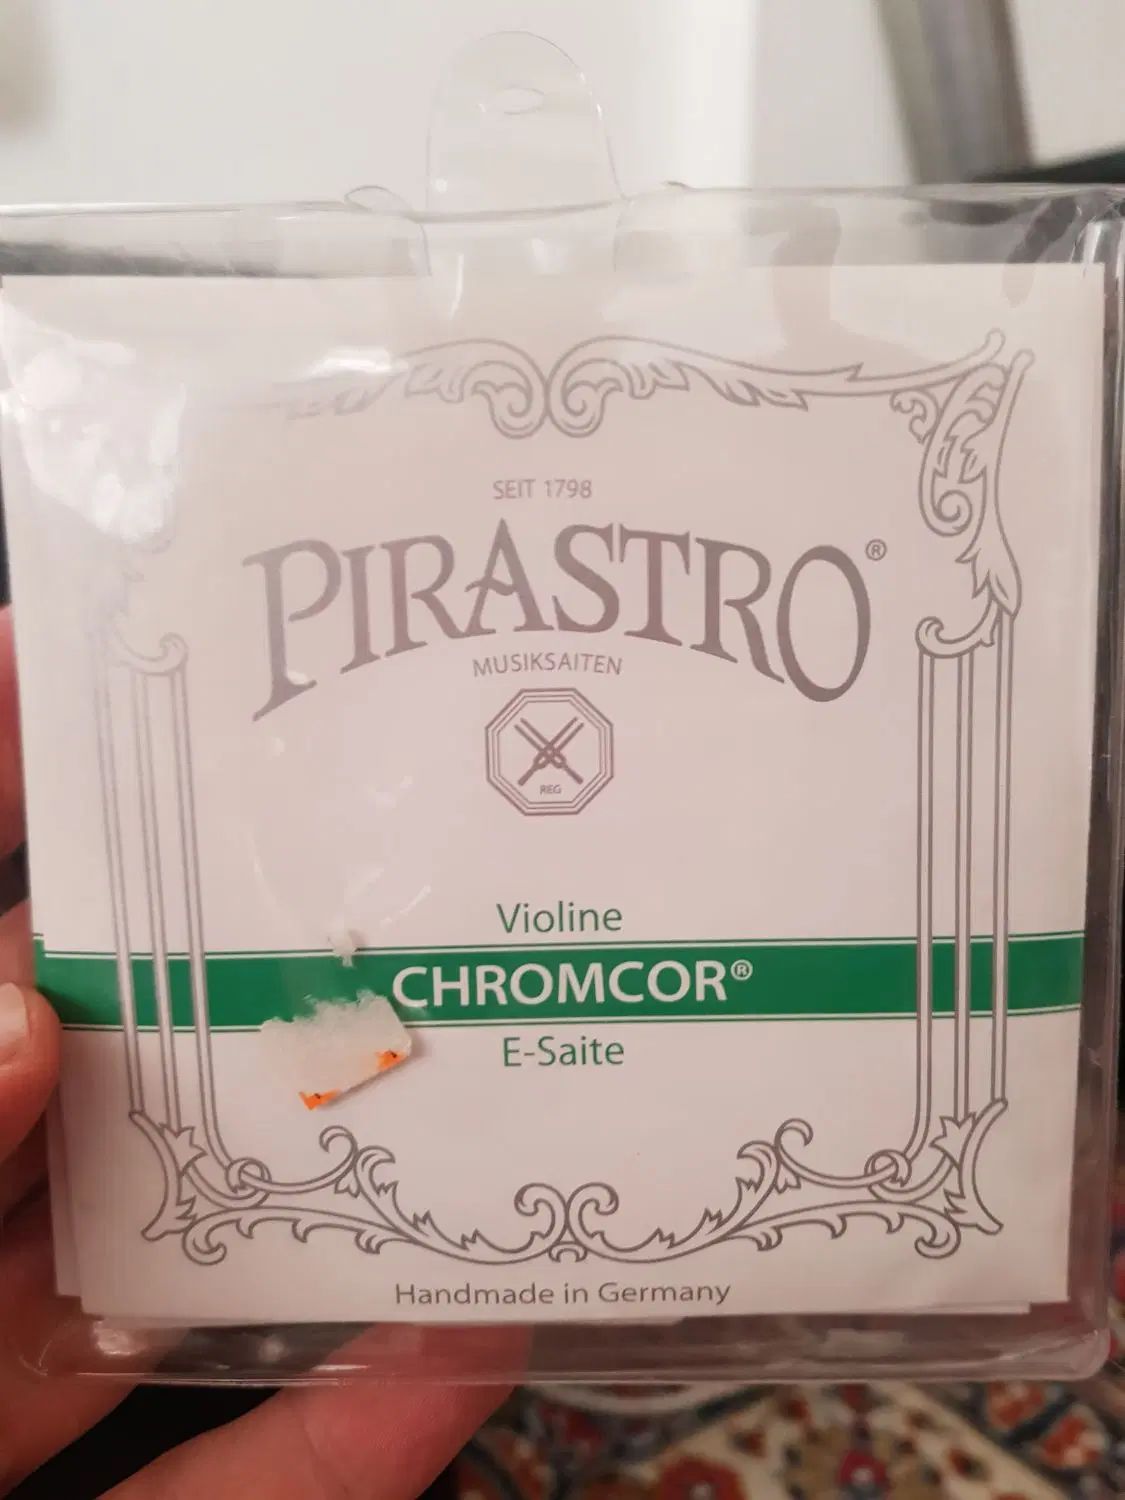 SEIT 1798
PIRASTRO®
MUSIKSAITEN
REG
Violine
CHROMCOR®
E-Saite
Handmade in Germany